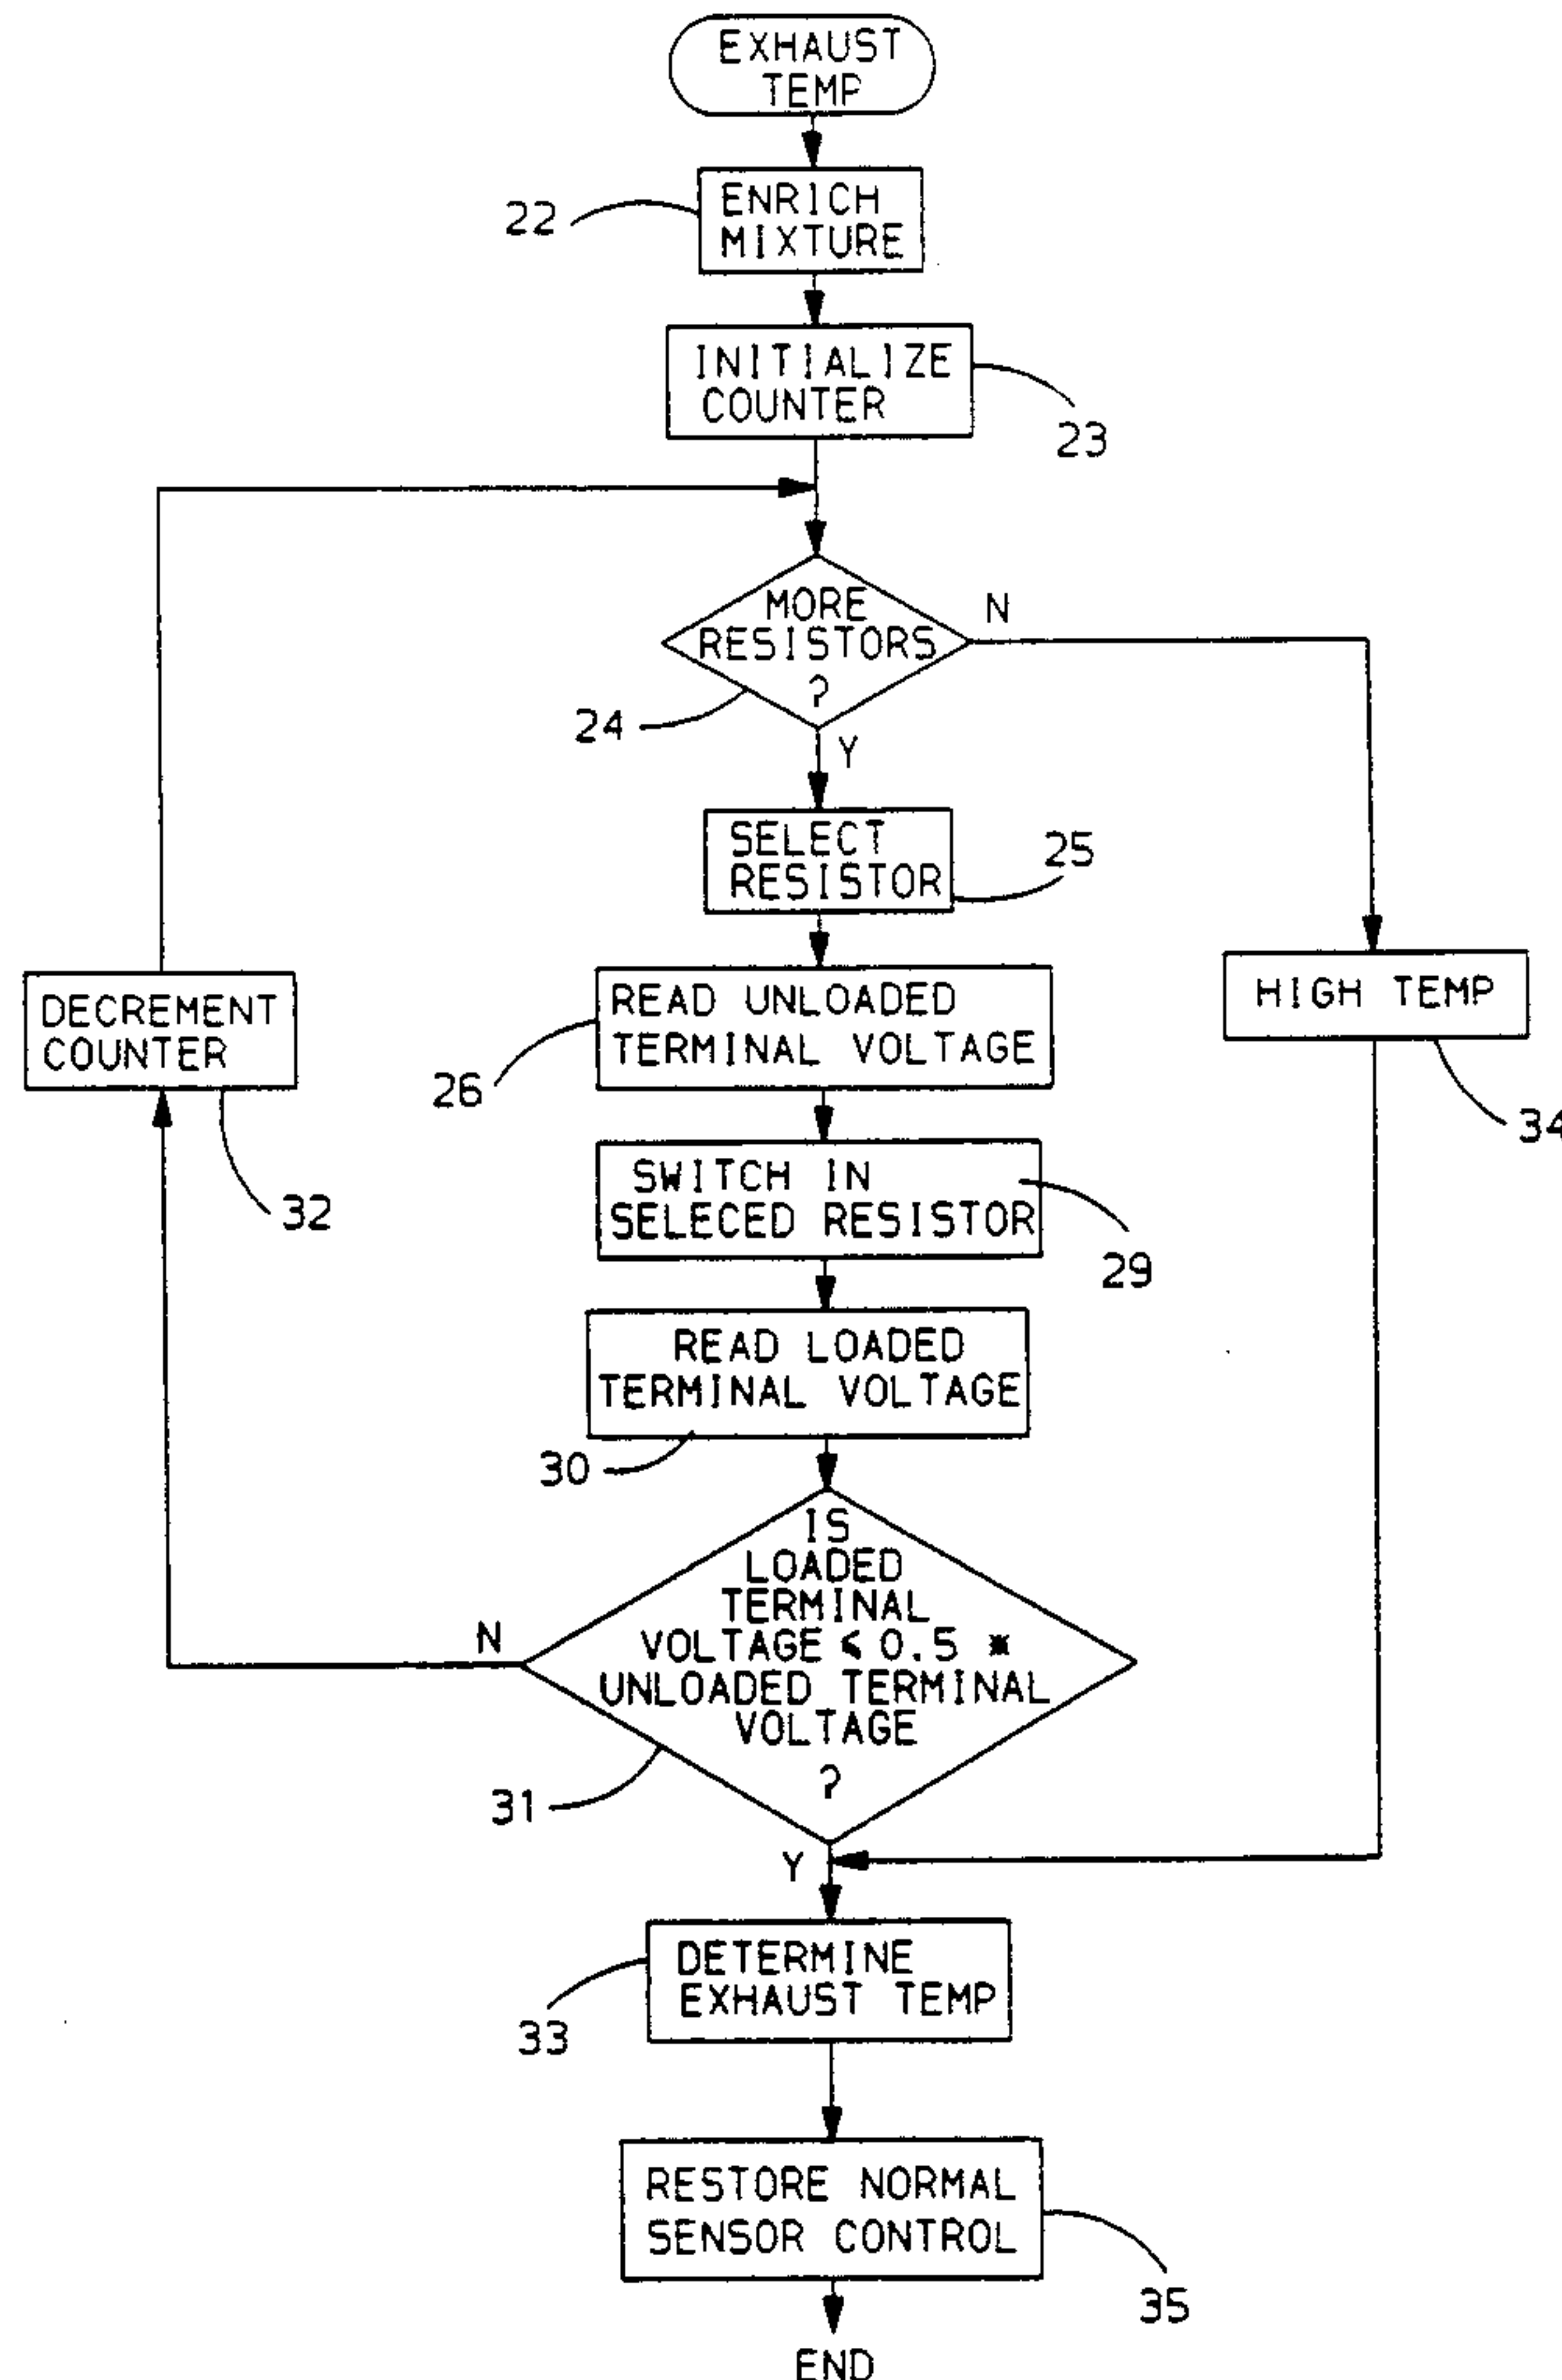 EXHAUST
TEMP
22
ENRICH
MIXTURE
INITIALIZE
COUNTER
23
MORE
RESISTORS
?
N
24
Y
SELECT
RESISTOR
25
READ UNLOADED
TERMINAL VOLTAGE
26
HIGH TEMP
34
DECREMENT
COUNTER
32
SWITCH IN
SELECED RESISTOR
29
READ LOADED
TERMINAL VOLTAGE
30
IS
LOADED
TERMINAL
VOLTAGE ≤ 0.5 *
UNLOADED TERMINAL
VOLTAGE
?
N
31
Y
DETERMINE
EXHAUST TEMP
33
RESTORE NORMAL
SENSOR CONTROL
35
END